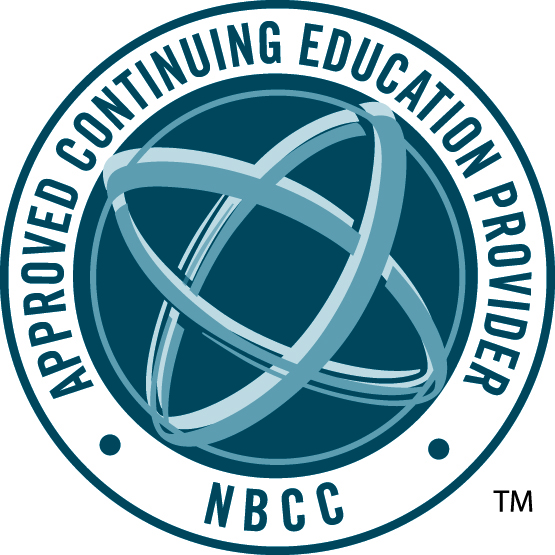 APPROVED CONTINUING EDUCATION PROVIDER
NBCC
TM